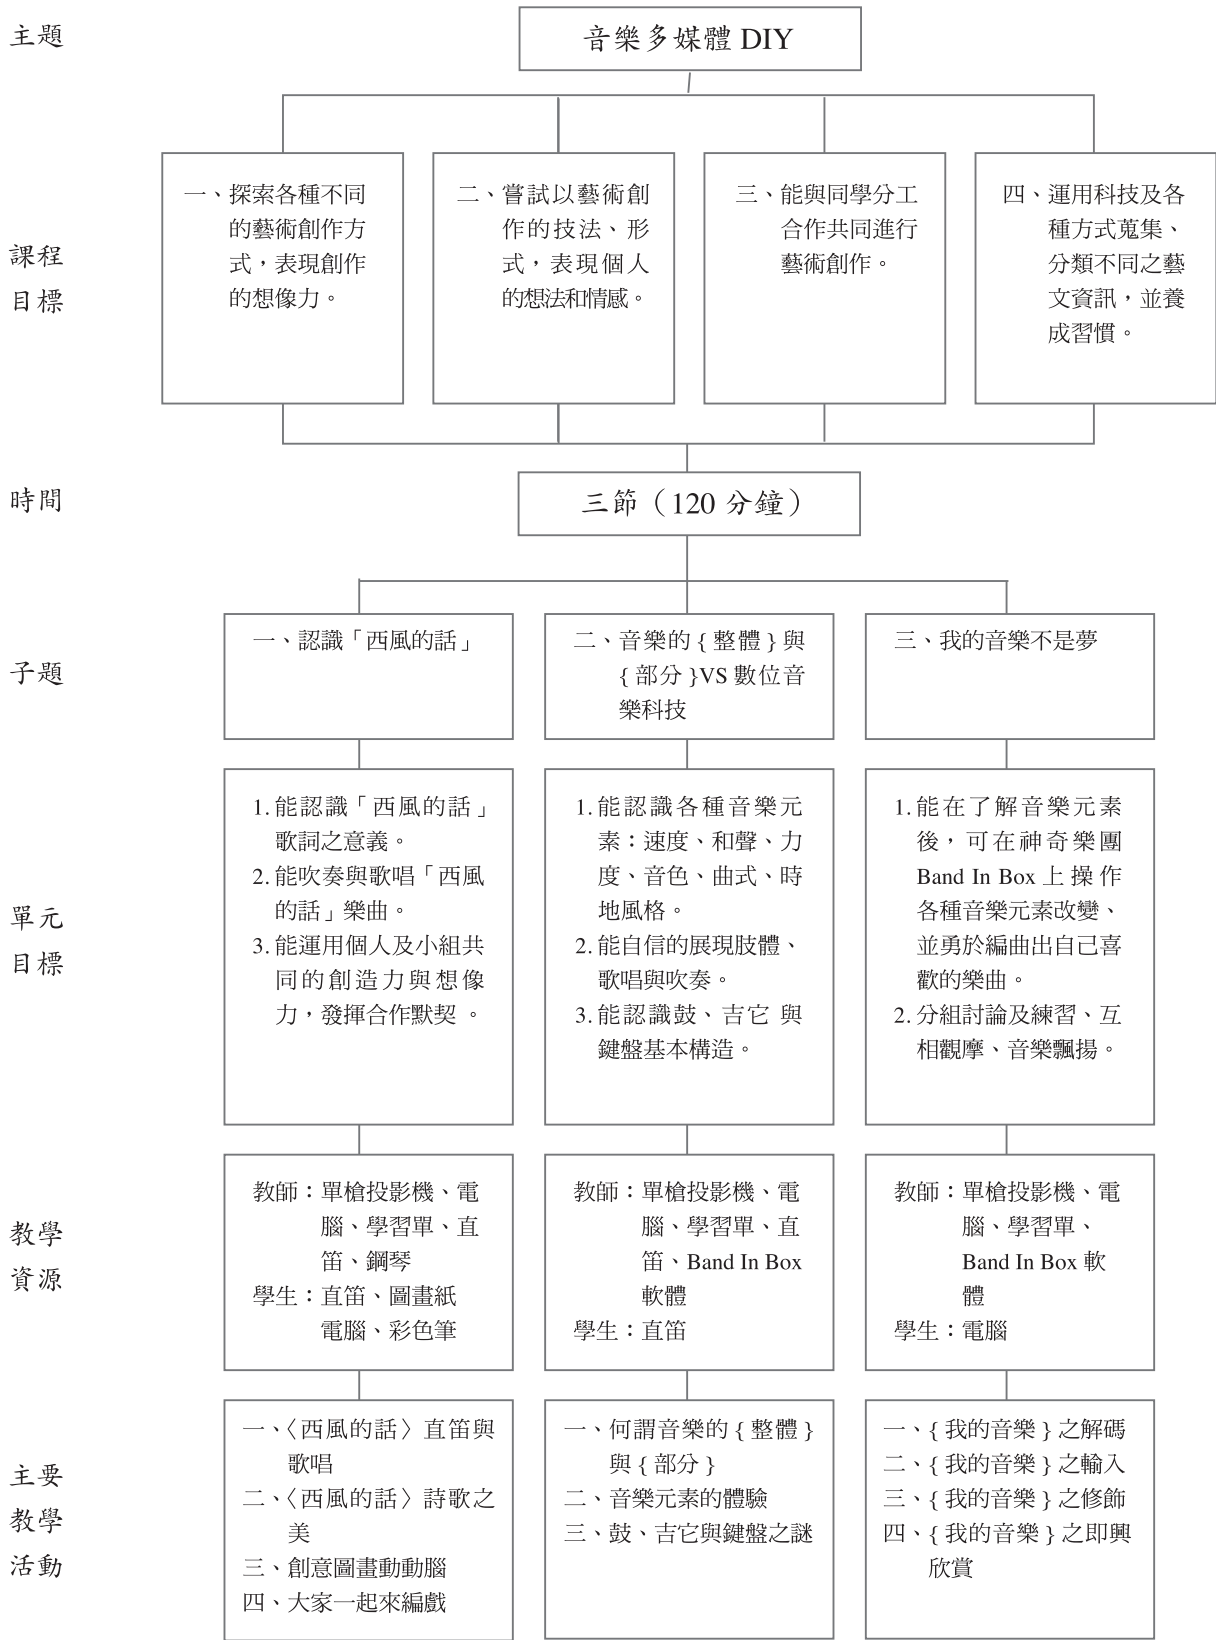 主題
音樂多媒體 DIY
課程
目標
一、探索各種不同
的藝術創作方
式，表現創作
的想像力。
二、嘗試以藝術創
作的技法、形
式，表現個人
的想法和情感。
三、能與同學分工
合作共同進行
藝術創作。
四、運用科技及各
種方式蒐集、
分類不同之藝
文資訊，並養
成習慣。
時間
三節（120 分鐘）
子題
一、認識「西風的話」
二、音樂的 { 整體 } 與
{ 部分 }VS 數位音
樂科技
三、我的音樂不是夢
單元
目標
1. 能認識「西風的話」
歌詞之意義。
2. 能吹奏與歌唱「西風
的話」樂曲。
3. 能運用個人及小組共
同的創造力與想像
力，發揮合作默契 。
1. 能認識各種音樂元
素：速度、和聲、力
度、音色、曲式、時
地風格。
2. 能自信的展現肢體、
歌唱與吹奏。
3. 能認識鼓、吉它 與
鍵盤基本構造。
1. 能在了解音樂元素
後，可在神奇樂團
Band In Box 上操作
各種音樂元素改變、
並勇於編曲出自己喜
歡的樂曲。
2. 分組討論及練習、互
相觀摩、音樂飄揚。
教學
資源
教師：單槍投影機、電
腦、學習單、直
笛、鋼琴
學生：直笛、圖畫紙
電腦、彩色筆
教師：單槍投影機、電
腦、學習單、直
笛、Band In Box
軟體
學生：直笛
教師：單槍投影機、電
腦、學習單、
Band In Box 軟
體
學生：電腦
主要
教學
活動
一、〈西風的話〉直笛與
歌唱
二、〈西風的話〉詩歌之
美
三、創意圖畫動動腦
四、大家一起來編戲
一、何謂音樂的 { 整體 }
與 { 部分 }
二、音樂元素的體驗
三、鼓、吉它與鍵盤之謎
一、{ 我的音樂 } 之解碼
二、{ 我的音樂 } 之輸入
三、{ 我的音樂 } 之修飾
四、{ 我的音樂 } 之即興
欣賞